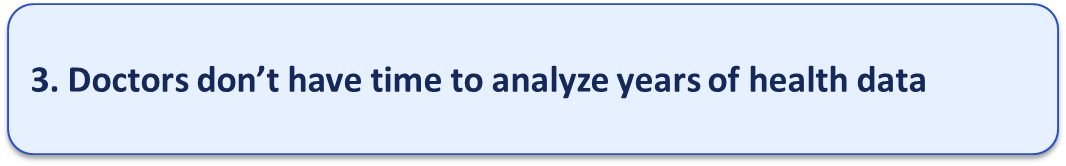 3. Doctors don’t have time to analyze years of health data